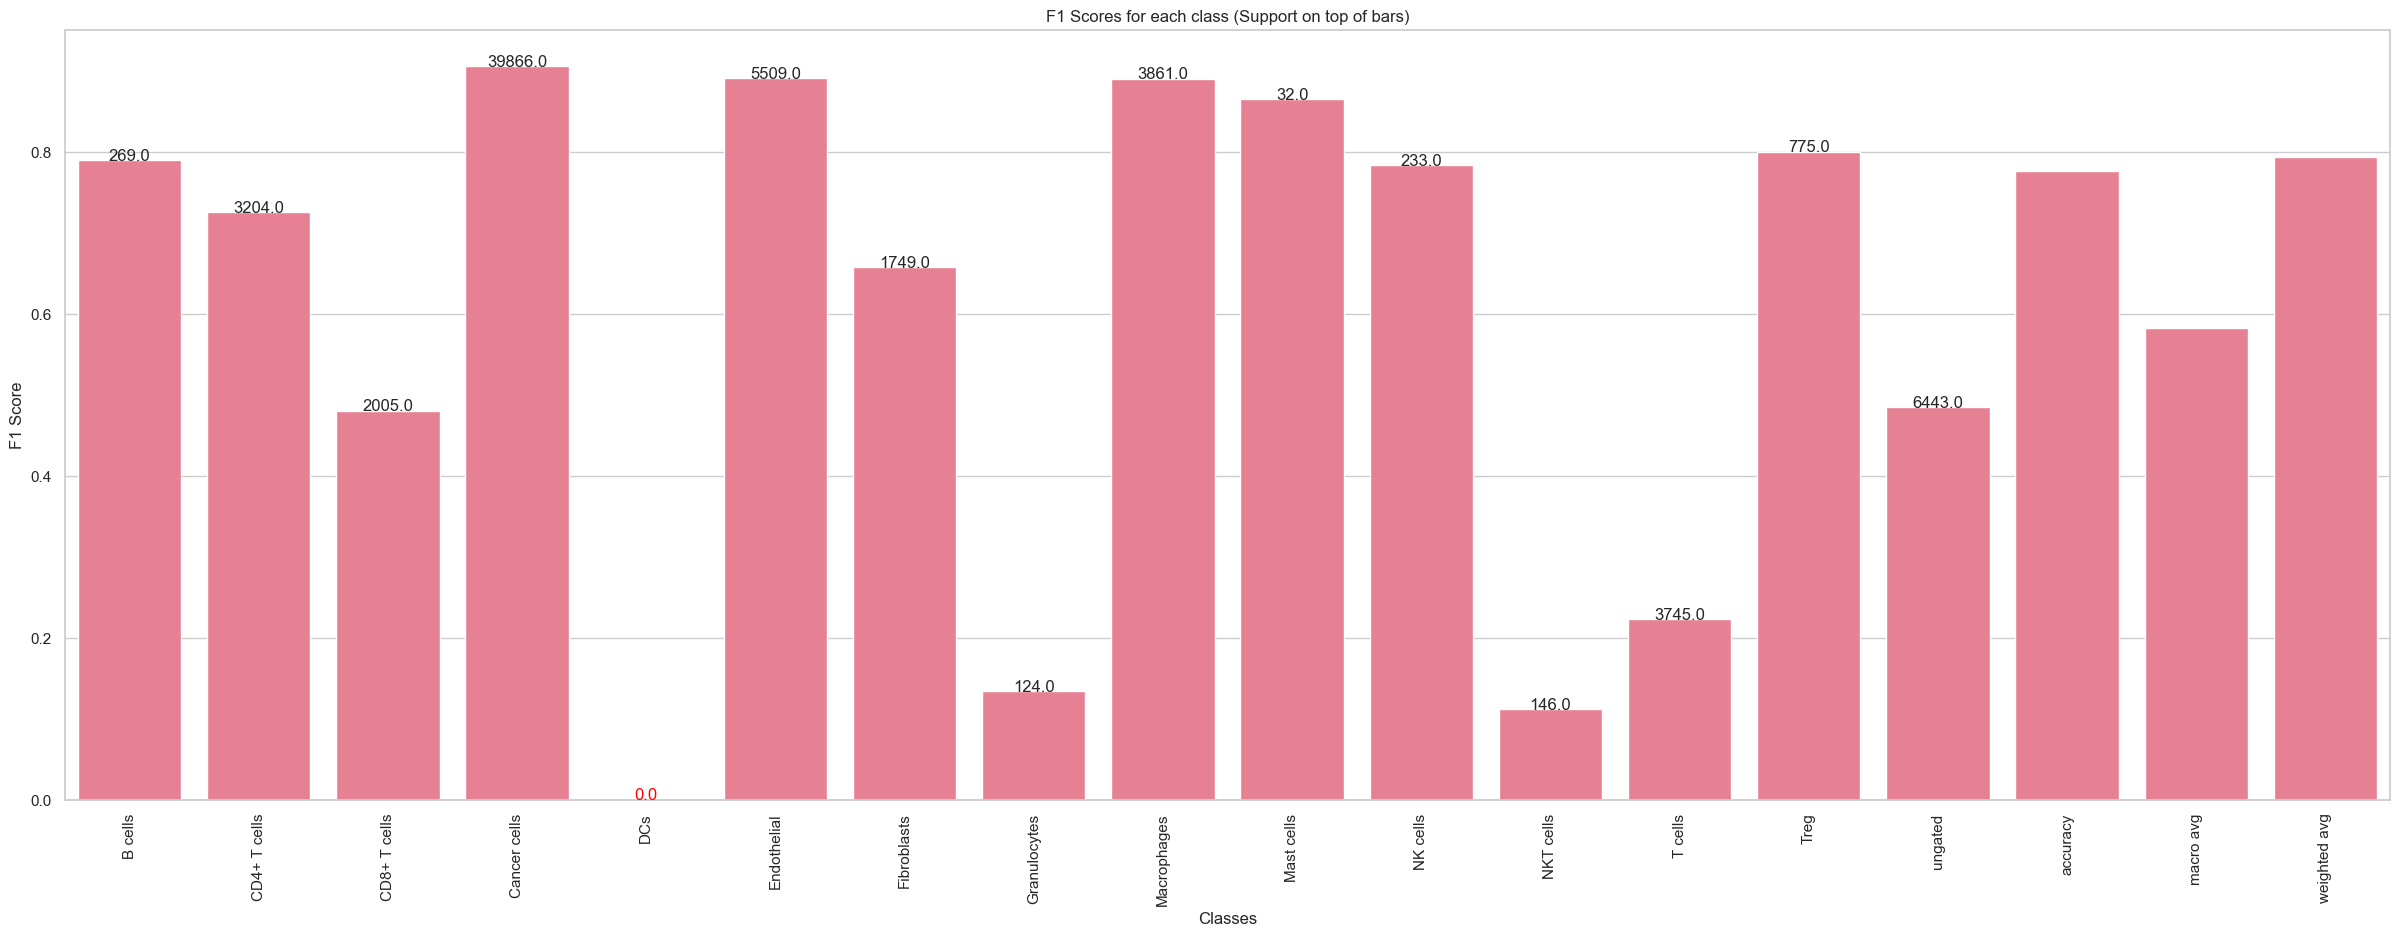 F1 Scores for each class (Support on top of bars)
39866.0
5509.0
3861.0
32.0
269.0
233.0
775.0
3204.0
1749.0
2005.0
6443.0
124.0
146.0
3745.0
0.0
F1 Score
0.8
0.6
0.4
0.2
0.0
B cells
CD4+ T cells
CD8+ T cells
Cancer cells
DCs
Endothelial
Fibroblasts
Granulocytes
Macrophages
Mast cells
NK cells
NKT cells
T cells
Treg
ungated
accuracy
macro avg
weighted avg
Classes